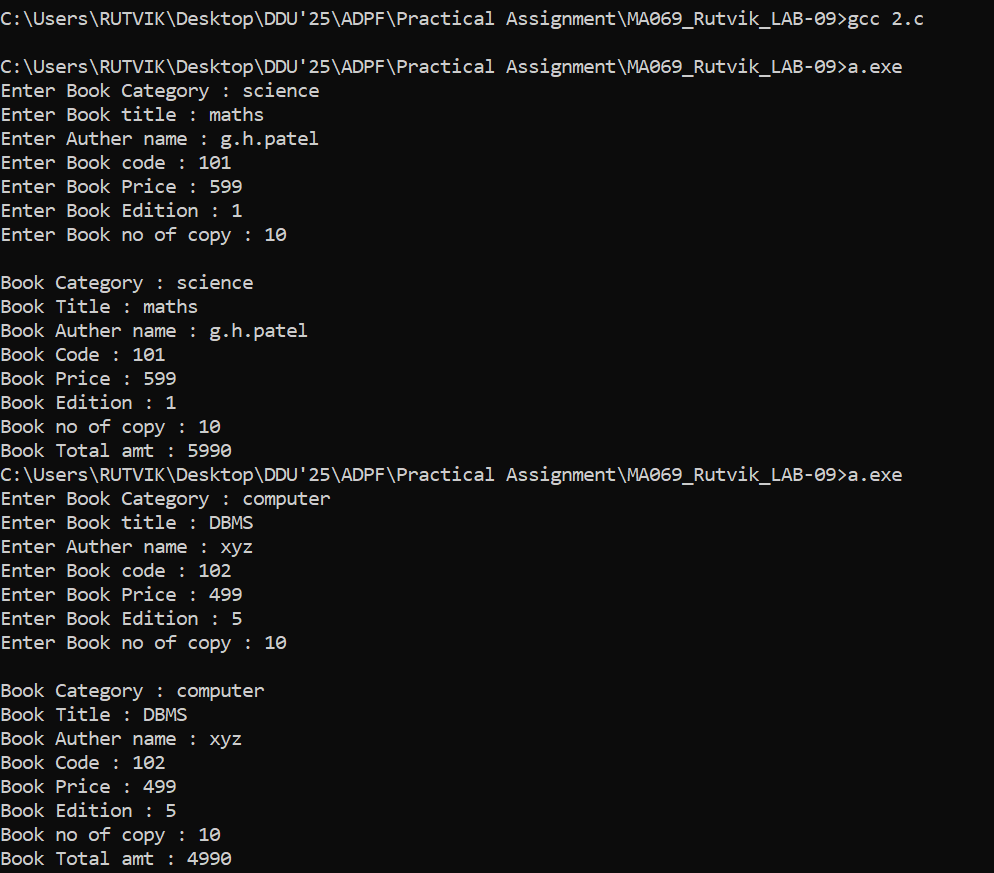 C:\Users\RUTVIK\Desktop\DDU'25\ADPF\Practical Assignment\MA069_Rutvik_LAB-09>gcc 2.c
C:\Users\RUTVIK\Desktop\DDU'25\ADPF\Practical Assignment\MA069_Rutvik_LAB-09>a.exe
Enter Book Category : science
Enter Book title : maths
Enter Auther name : g.h.patel
Enter Book code : 101
Enter Book Price : 599
Enter Book Edition : 1
Enter Book no of copy : 10
Book Category : science
Book Title : maths
Book Auther name : g.h.patel
Book Code : 101
Book Price : 599
Book Edition : 1
Book no of copy : 10
Book Total amt : 5990
C:\Users\RUTVIK\Desktop\DDU'25\ADPF\Practical Assignment\MA069_Rutvik_LAB-09>a.exe
Enter Book Category : computer
Enter Book title : DBMS
Enter Auther name : xyz
Enter Book code : 102
Enter Book Price : 499
Enter Book Edition : 5
Enter Book no of copy : 10
Book Category : computer
Book Title : DBMS
Book Auther name : xyz
Book Code : 102
Book Price : 499
Book Edition : 5
Book no of copy : 10
Book Total amt : 4990